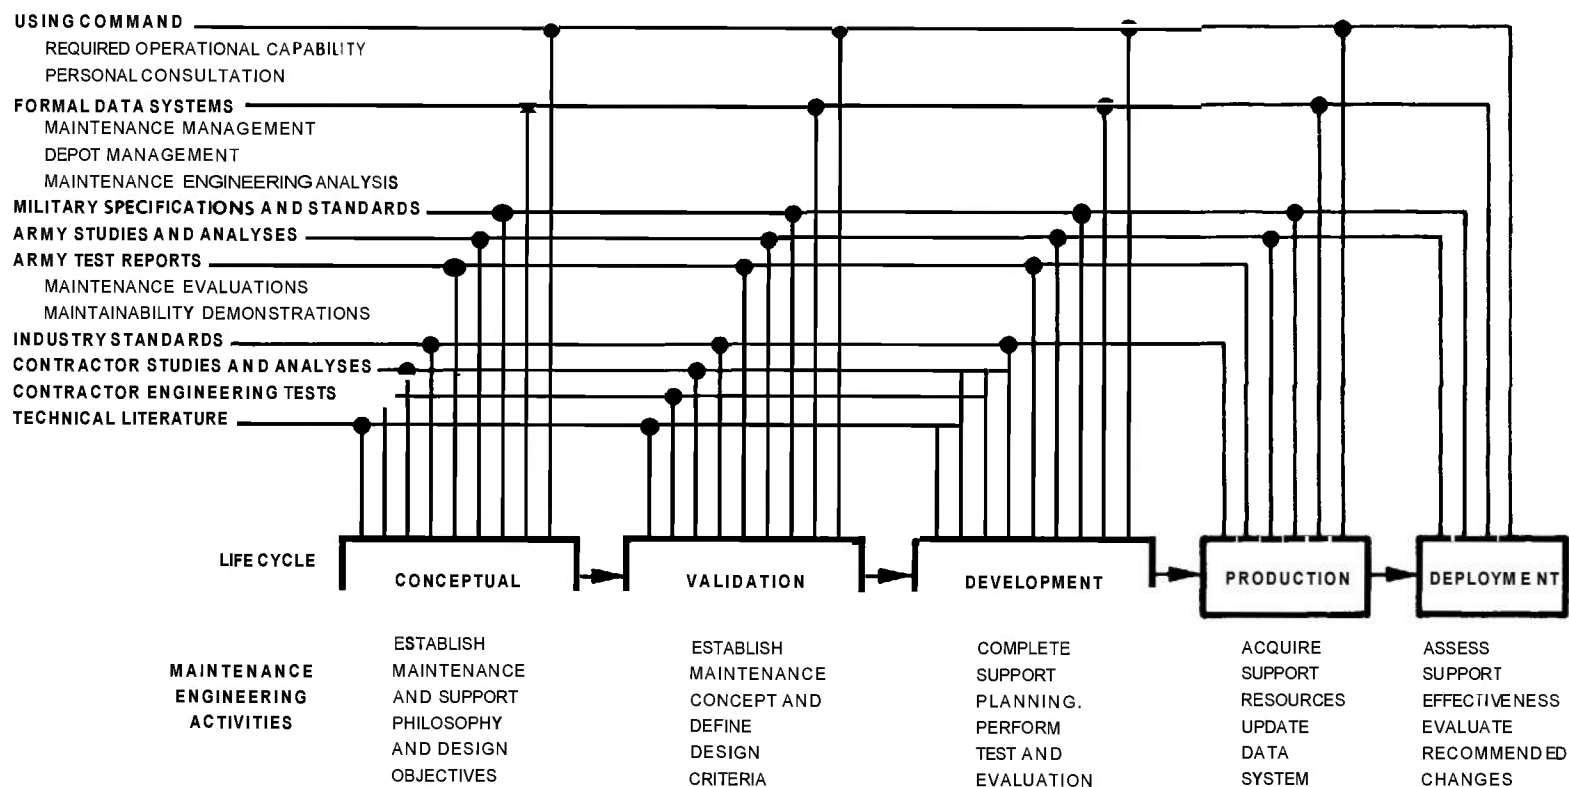 USING COMMAND
REQUIRED OPERATIONAL CAPABILITY
PERSONAL CONSULTATION
FORMAL DATA SYSTEMS
MAINTENANCE MANAGEMENT
DEPOT MANAGEMENT
MAINTENANCE ENGINEERING ANALYSIS
MILITARY SPECIFICATIONS AND STANDARDS
ARMY STUDIES AND ANALYSES
ARMY TEST REPORTS
MAINTENANCE EVALUATIONS
MAINTAINABILITY DEMONSTRATIONS
INDUSTRY STANDARDS
CONTRACTOR STUDIES AND ANALYSES
CONTRACTOR ENGINEERING TESTS
TECHNICAL LITERATURE
LIFE CYCLE
CONCEPTUAL
VALIDATION
DEVELOPMENT
PRODUCTION
DEPLOYMENT
MAINTENANCE
ENGINEERING
ACTIVITIES
ESTABLISH
MAINTENANCE
AND SUPPORT
PHILOSOPHY
AND DESIGN
OBJECTIVES
ESTABLISH
MAINTENANCE
CONCEPT AND
DEFINE
DESIGN
CRITERIA
COMPLETE
SUPPORT
PLANNING.
PERFORM
TEST AND
EVALUATION
ACQUIRE
SUPPORT
RESOURCES
UPDATE
DATA
SYSTEM
ASSESS
SUPPORT
EFFECTIVENESS
EVALUATE
RECOMMENDED
CHANGES